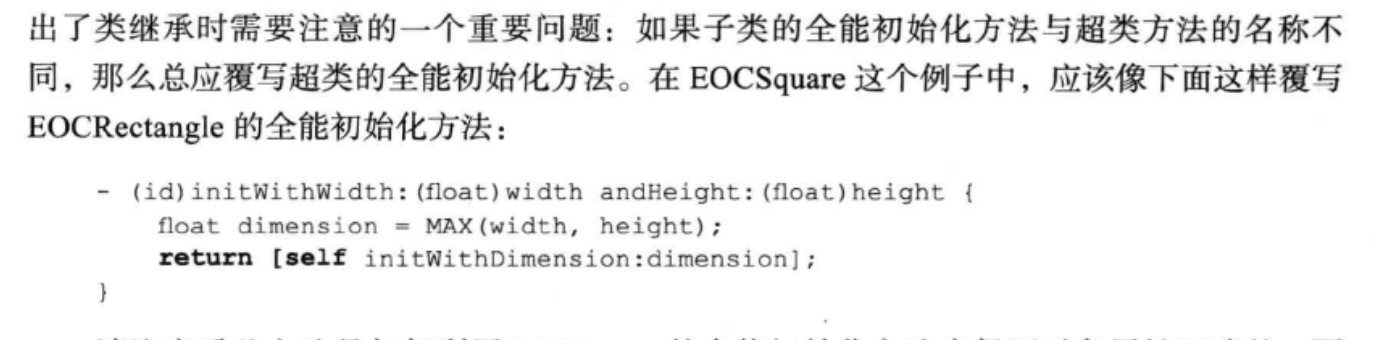 出了类继承时需要注意的一个重要问题：如果子类的全能初始化方法与超类方法的名称不
同，那么总应覆写超类的全能初始化方法。在 EOCSquare 这个例子中，应该像下面这样覆写
EOCRectangle 的全能初始化方法：
- (id)initWithWidth:(float)width andHeight:(float)height {
float dimension = MAX(width, height);
return [self initWithDimension:dimension];
}